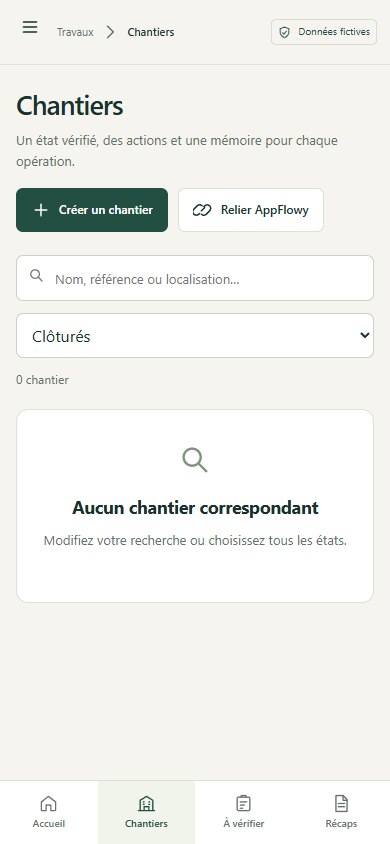 Travaux > Chantiers
Données fictives
Chantiers
Un état vérifié, des actions et une mémoire pour chaque
opération.
Créer un chantier
Relier AppFlowy
Nom, référence ou localisation...
Clôturés
0 chantier
Aucun chantier correspondant
Modifiez votre recherche ou choisissez tous les états.
Accueil
Chantiers
À vérifier
Récaps